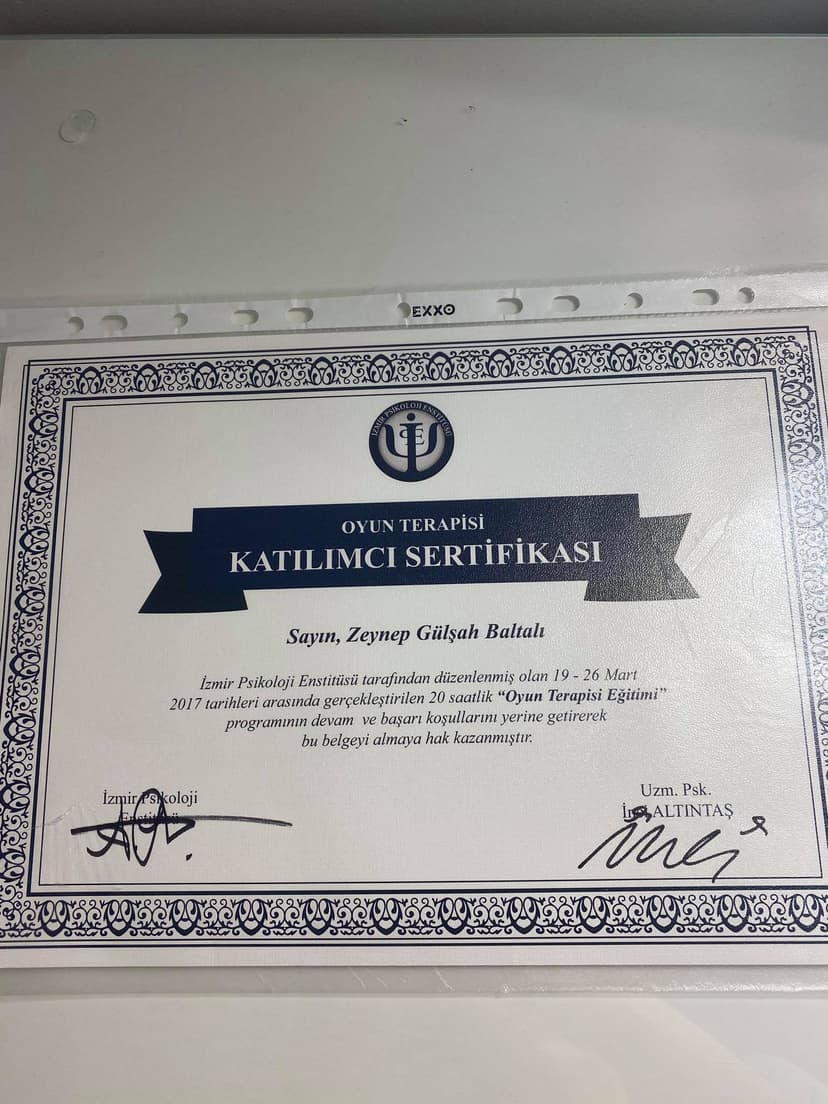 EXXO
İZMİR PSİKOLOJİ ENSTİTÜSÜ
OYUN TERAPİSİ
KATILIMCI SERTİFİKASI
Sayın, Zeynep Gülşah Baltalı
İzmir Psikoloji Enstitüsü tarafından düzenlenmiş olan 19 - 26 Mart
2017 tarihleri arasında gerçekleştirilen 20 saatlik “Oyun Terapisi Eğitimi”
programının devam ve başarı koşullarını yerine getirerek
bu belgeyi almaya hak kazanmıştır.
İzmir Psikoloji
Enstitüsü
Uzm. Psk.
İnci ALTINTAŞ